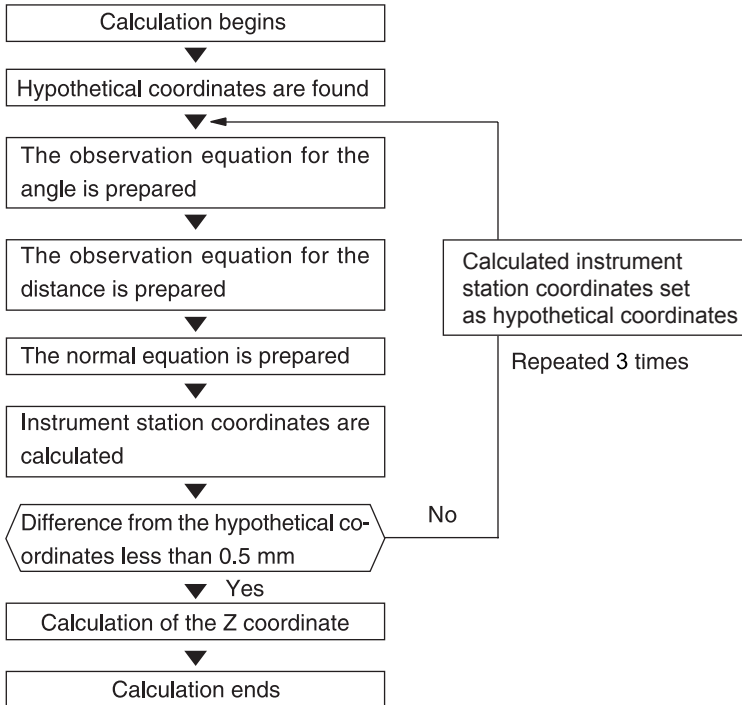 Calculation begins
Hypothetical coordinates are found
The observation equation for the
angle is prepared
The observation equation for the
distance is prepared
Calculated instrument
station coordinates set
as hypothetical coordinates
The normal equation is prepared
Repeated 3 times
Instrument station coordinates are
calculated
Difference from the hypothetical co-
ordinates less than 0.5 mm
No
Yes
Calculation of the Z coordinate
Calculation ends